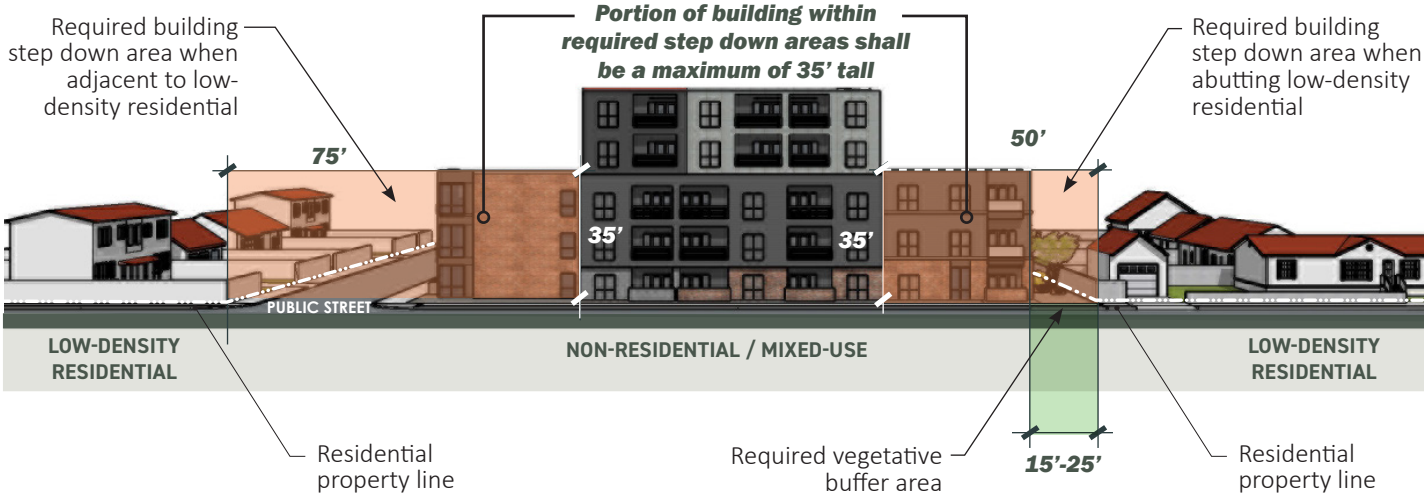 Required building
step down area when
adjacent to low-
density residential
Portion of building within
required step down areas shall
be a maximum of 35’ tall
Required building
step down area when
abutting low-density
residential
75’
50’
35’
35’
PUBLIC STREET
LOW-DENSITY
RESIDENTIAL
NON-RESIDENTIAL / MIXED-USE
LOW-DENSITY
RESIDENTIAL
Residential
property line
Required vegetative
buffer area
15’-25’
Residential
property line